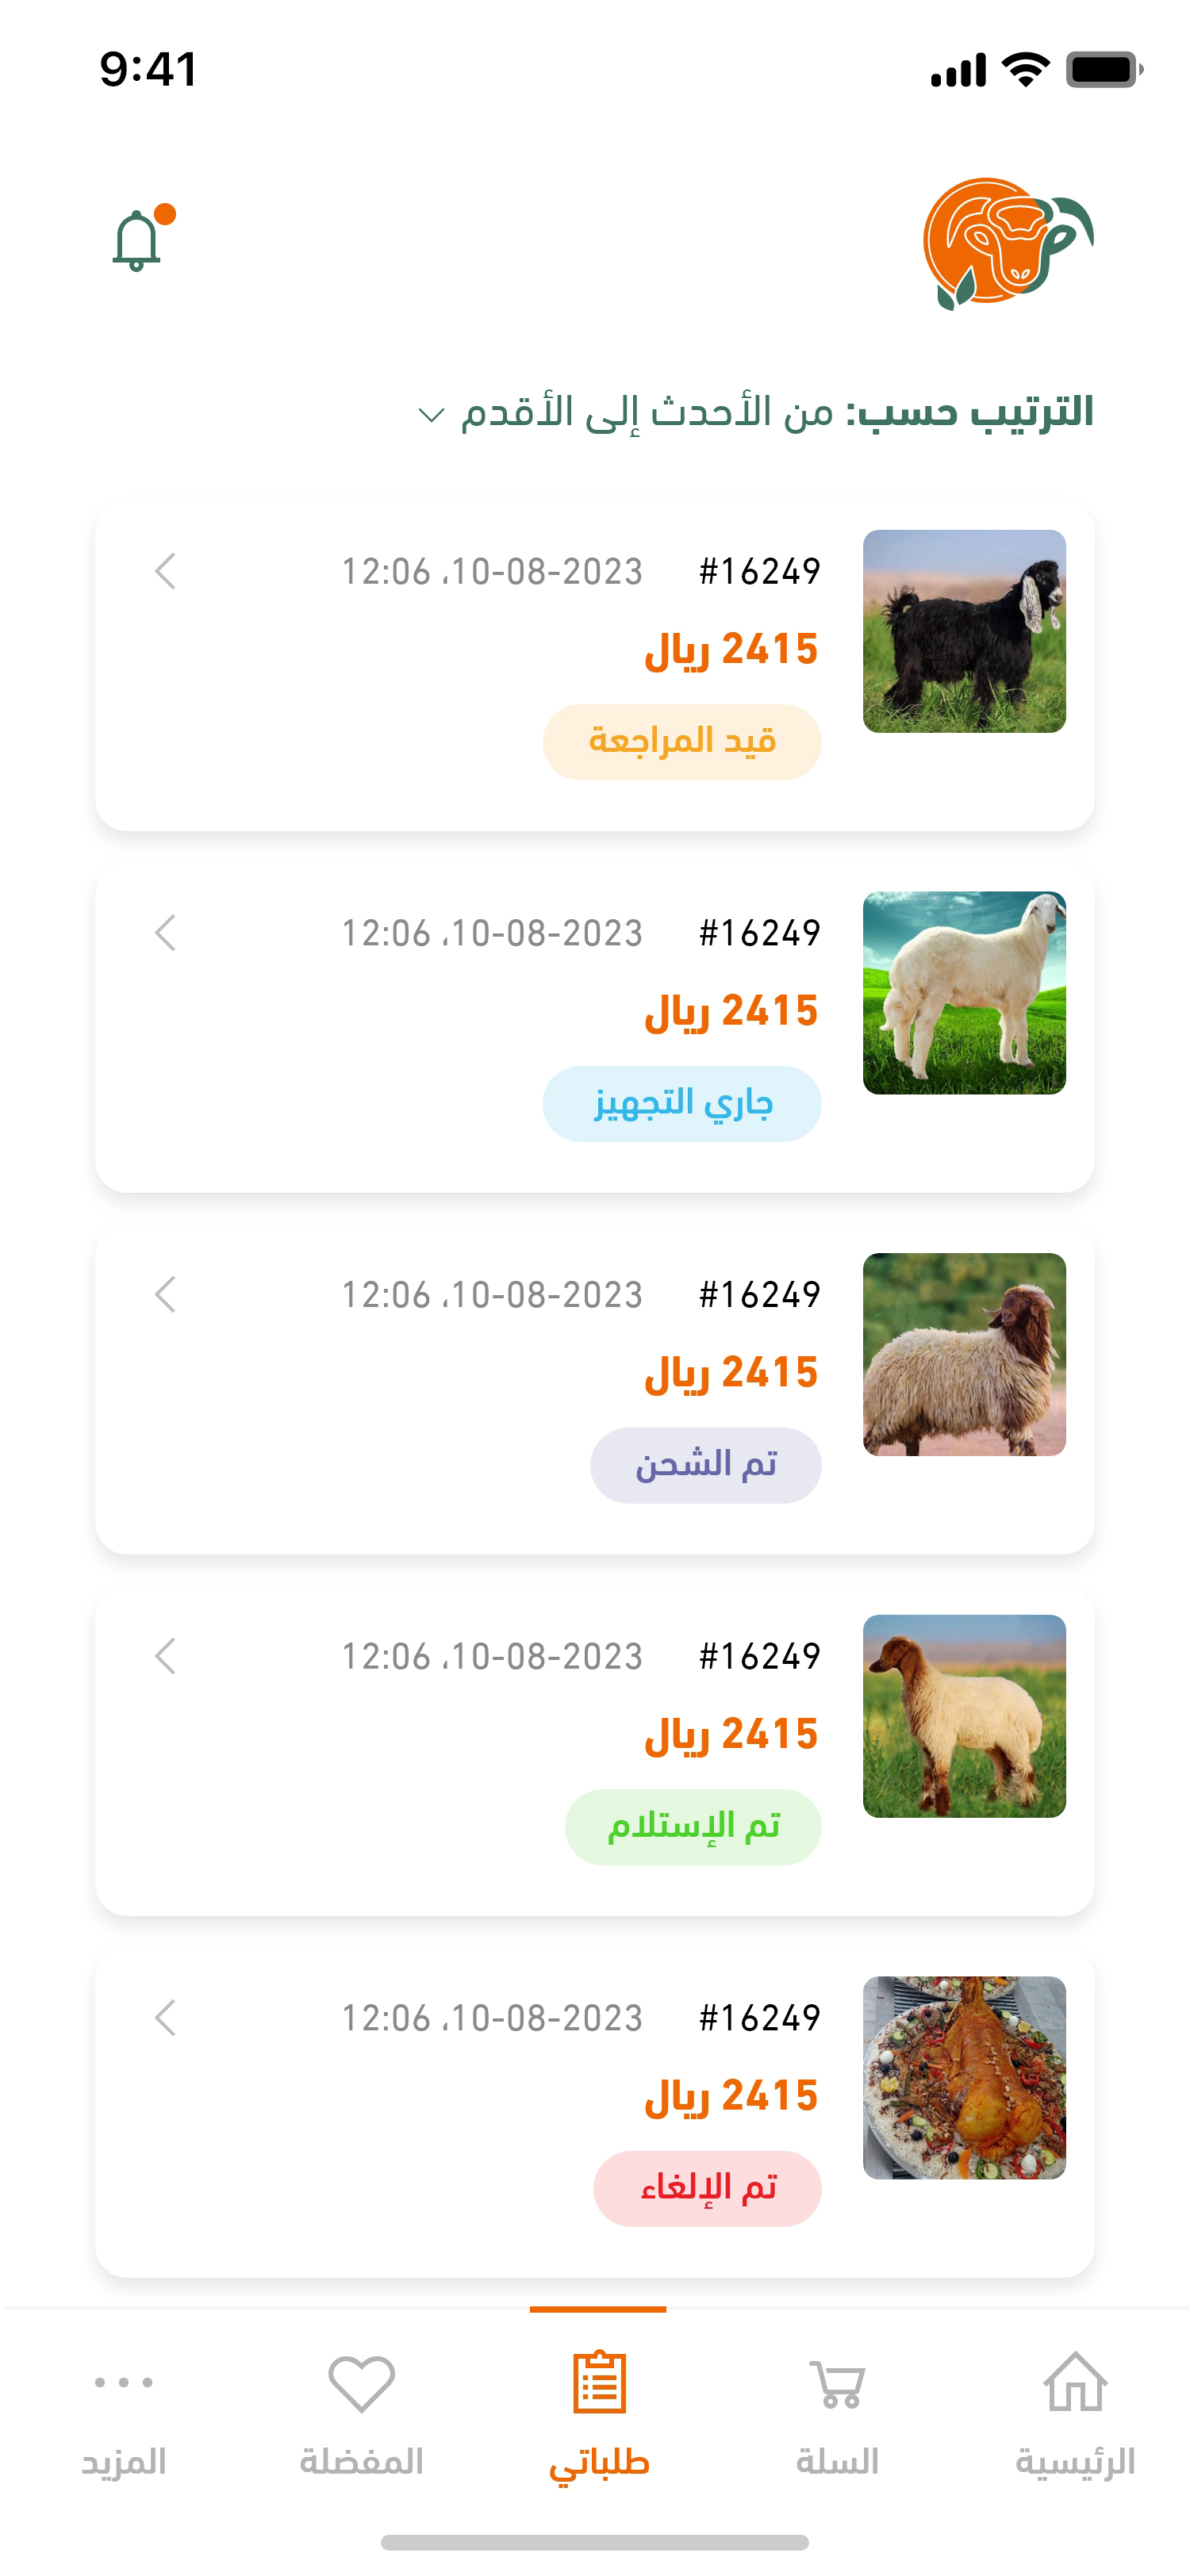 9:41
الترتيب حسب: من الأحدث إلى الأقدم
#16249 10-08-2023، 12:06
2415 ريال
قيد المراجعة
#16249 10-08-2023، 12:06
2415 ريال
جاري التجهيز
#16249 10-08-2023، 12:06
2415 ريال
تم الشحن
#16249 10-08-2023، 12:06
2415 ريال
تم الإستلام
#16249 10-08-2023، 12:06
2415 ريال
تم الإلغاء
الرئيسية السلة طلباتي المفضلة المزيد